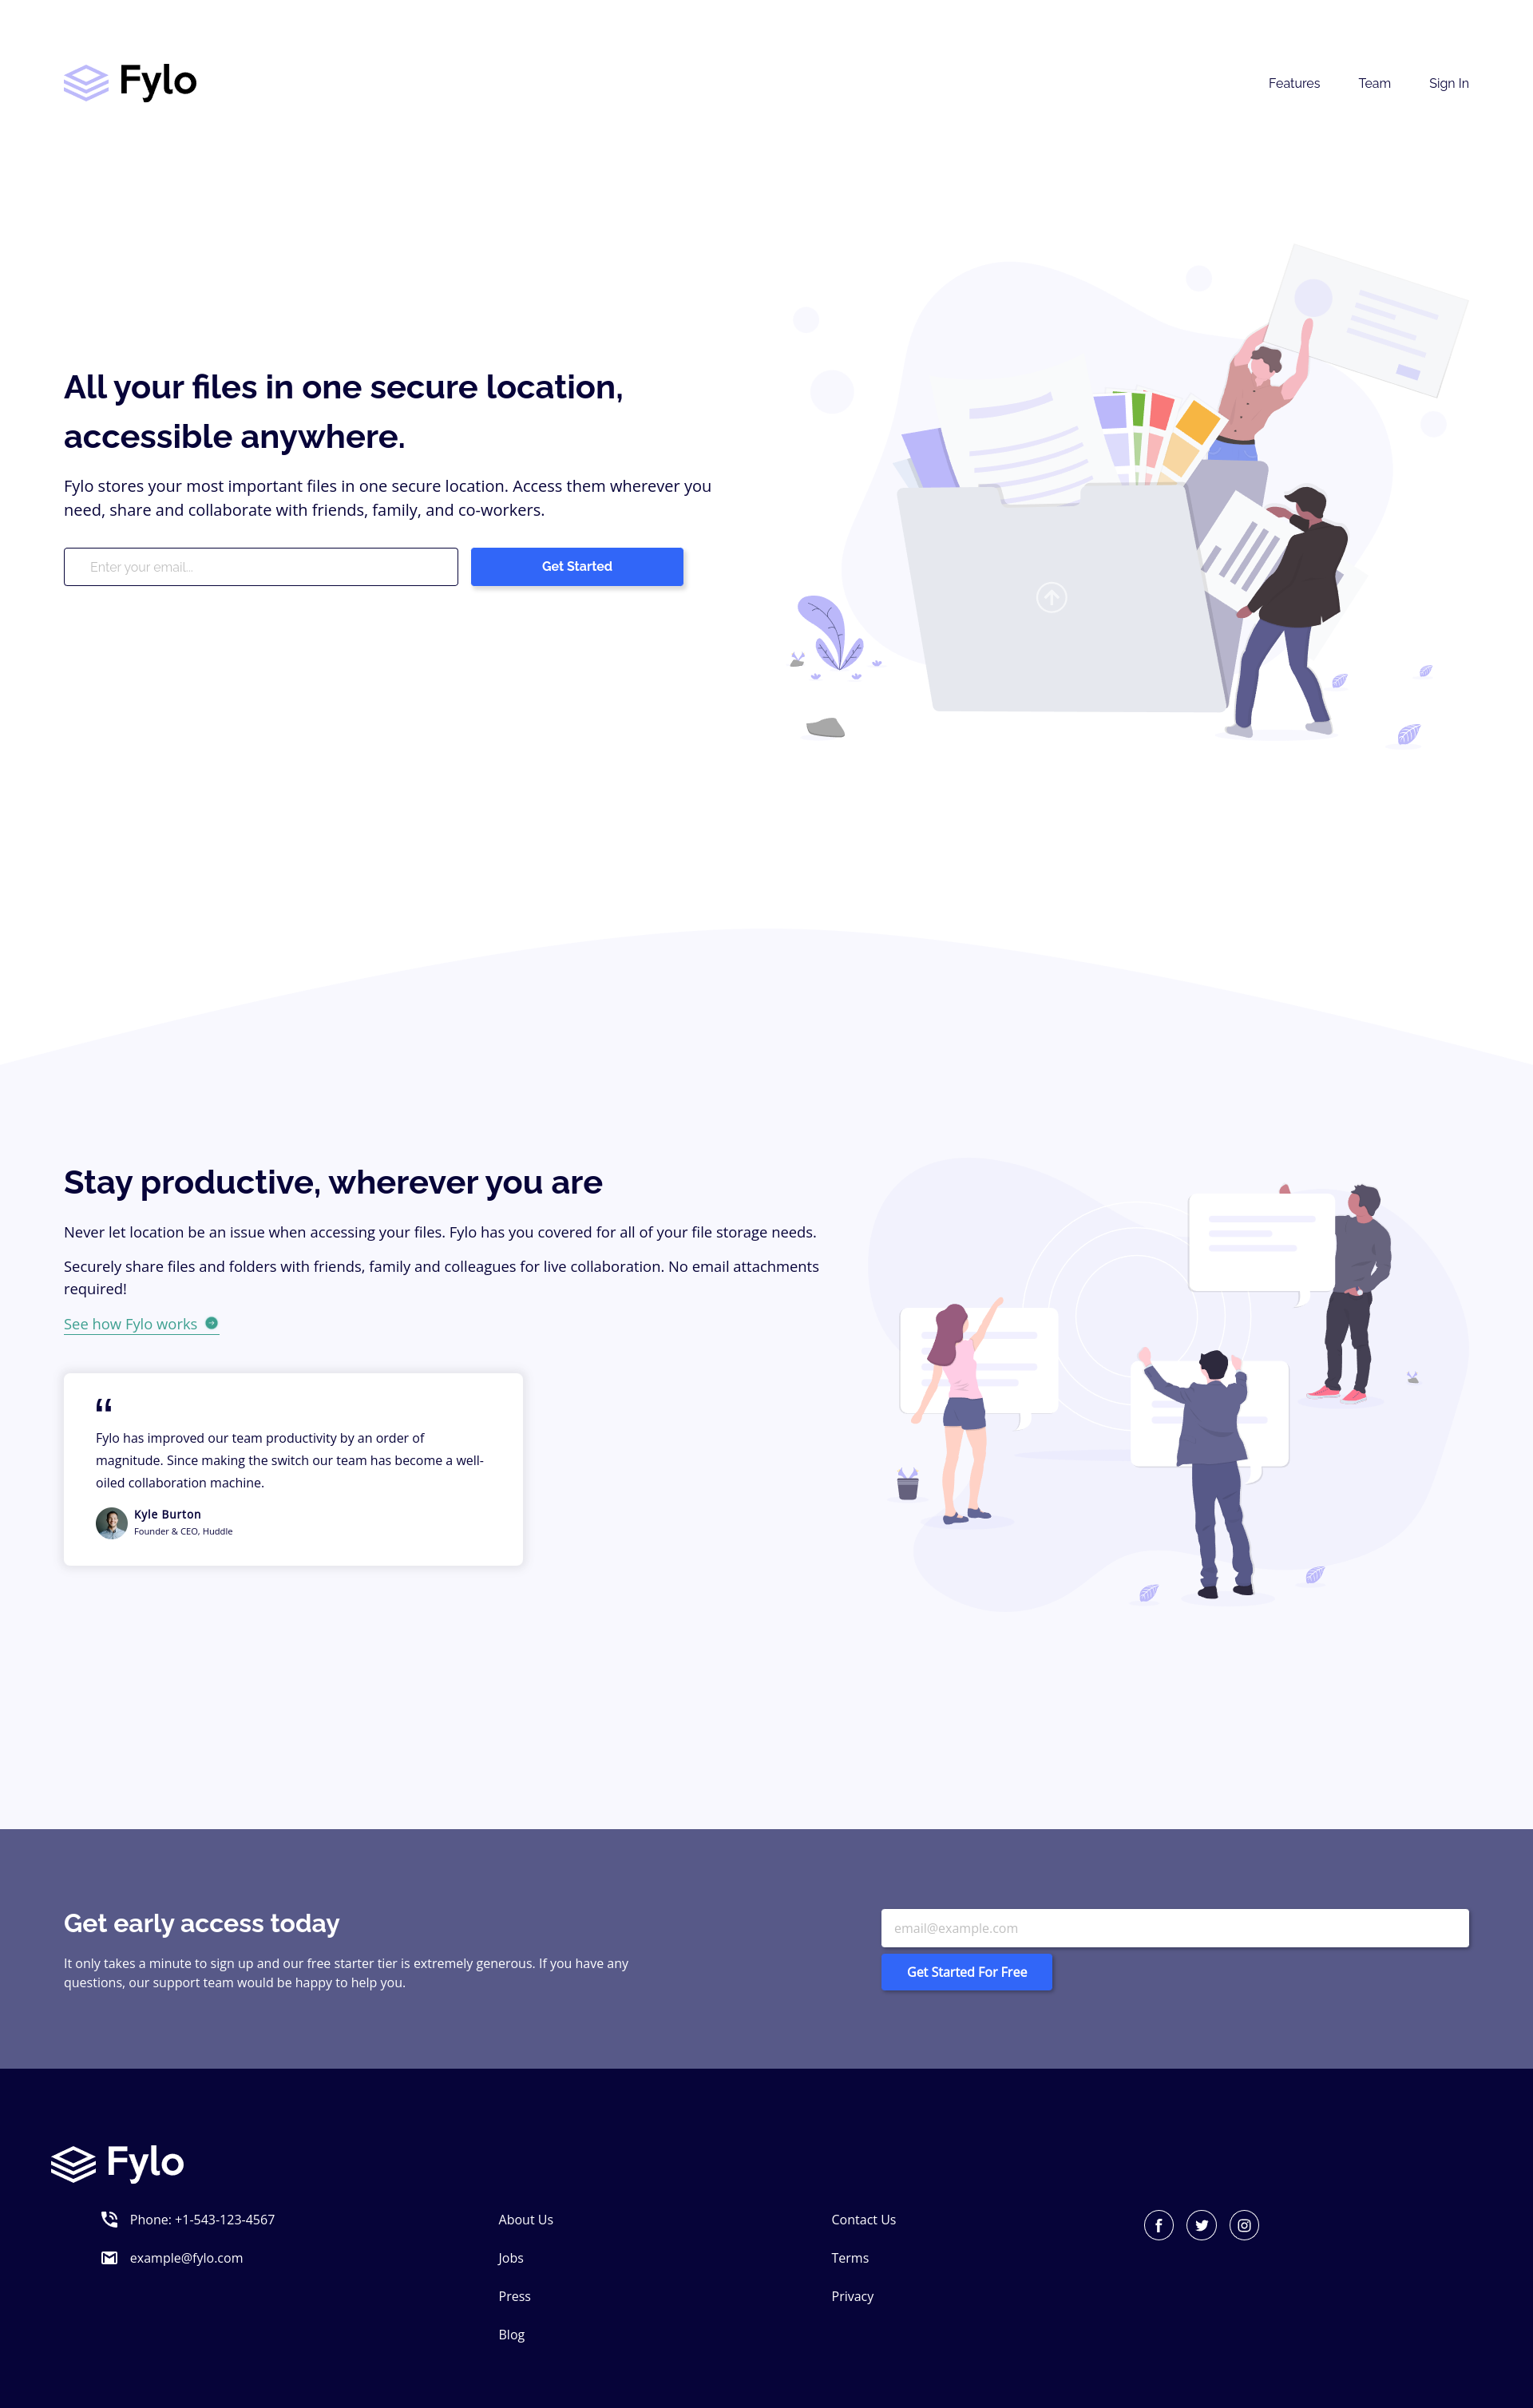 Fylo
Features
Team
Sign In
All your files in one secure location,
accessible anywhere.
Fylo stores your most important files in one secure location. Access them wherever you
need, share and collaborate with friends, family, and co-workers.
Enter your email...
Get Started
Stay productive, wherever you are
Never let location be an issue when accessing your files. Fylo has you covered for all of your file storage needs.
Securely share files and folders with friends, family and colleagues for live collaboration. No email attachments
required!
See how Fylo works
“
Fylo has improved our team productivity by an order of
magnitude. Since making the switch our team has become a well-
oiled collaboration machine.
Kyle Burton
Founder & CEO, Huddle
Get early access today
It only takes a minute to sign up and our free starter tier is extremely generous. If you have any
questions, our support team would be happy to help you.
email@example.com
Get Started For Free
Fylo
Phone: +1-543-123-4567
example@fylo.com
About Us
Jobs
Press
Blog
Contact Us
Terms
Privacy